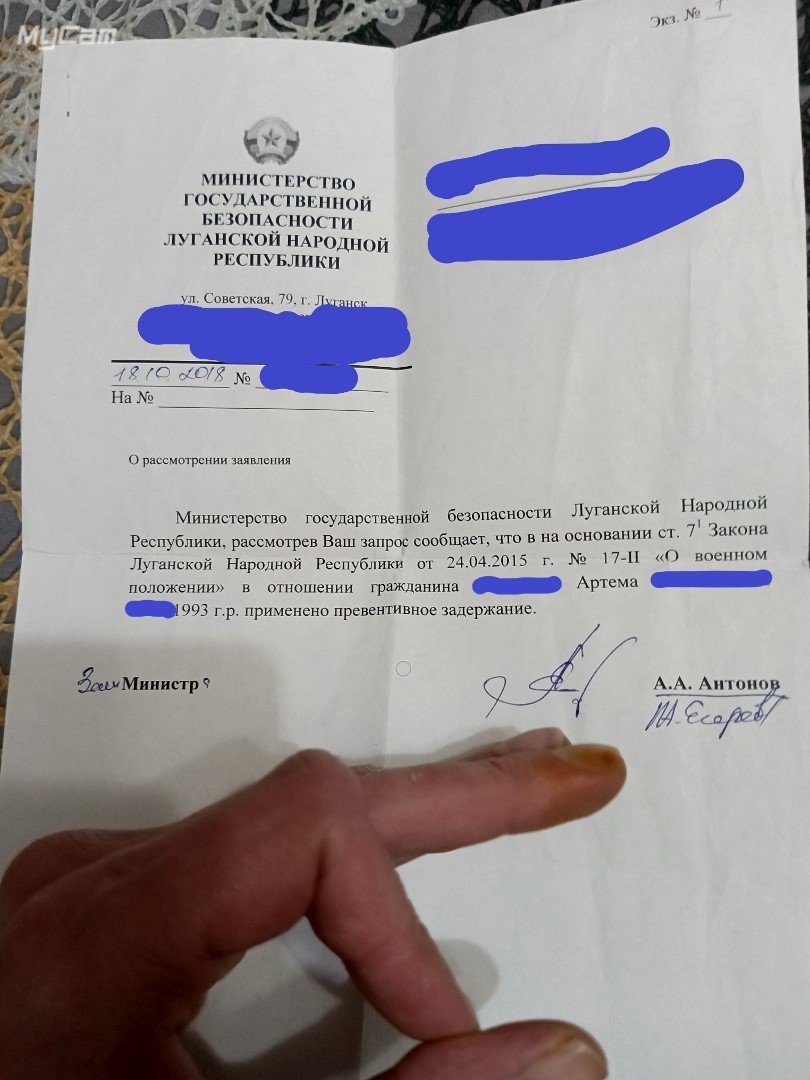 MyCam
Экз. № 1
МИНИСТЕРСТВО
ГОСУДАРСТВЕННОЙ
БЕЗОПАСНОСТИ
ЛУГАНСКОЙ НАРОДНОЙ
РЕСПУБЛИКИ
ул. Советская, 79, г. Луганск
18.10.2018 №
На №
О рассмотрении заявления
Министерство государственной безопасности Луганской Народной
Республики, рассмотрев Ваш запрос сообщает, что в на основании ст. 7¹ Закона
Луганской Народной Республики от 24.04.2015 г. № 17-II «О военном
положении» в отношении гражданина Артема
1993 г.р. применено превентивное задержание.
Зам Министра
А.А. Антонов